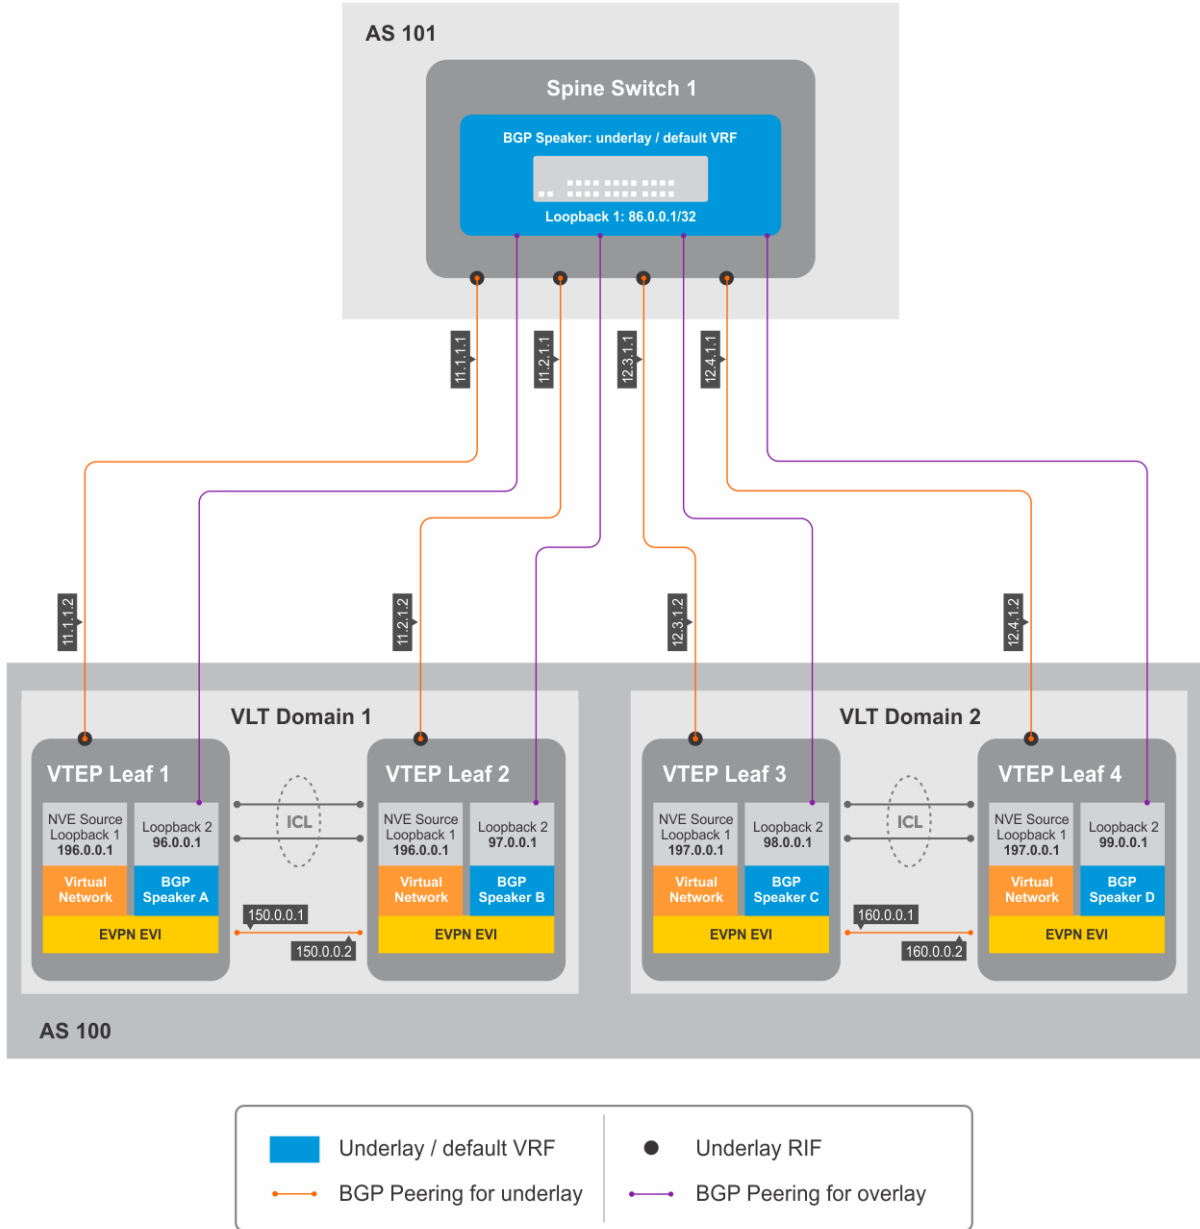 AS 101
Spine Switch 1
BGP Speaker: underlay / default VRF
Loopback 1: 86.0.0.1/32
11.1.1.1
11.2.1.1
12.3.1.1
12.4.1.1
11.1.1.2
11.2.1.2
12.3.1.2
12.4.1.2
VLT Domain 1
VTEP Leaf 1
NVE Source
Loopback 1
196.0.0.1
Loopback 2
96.0.0.1
Virtual
Network
BGP
Speaker A
EVPN EVI
ICL
150.0.0.1
150.0.0.2
VTEP Leaf 2
NVE Source
Loopback 1
196.0.0.1
Loopback 2
97.0.0.1
Virtual
Network
BGP
Speaker B
EVPN EVI
VLT Domain 2
VTEP Leaf 3
NVE Source
Loopback 1
197.0.0.1
Loopback 2
98.0.0.1
Virtual
Network
BGP
Speaker C
EVPN EVI
ICL
160.0.0.1
160.0.0.2
VTEP Leaf 4
NVE Source
Loopback 1
197.0.0.1
Loopback 2
99.0.0.1
Virtual
Network
BGP
Speaker D
EVPN EVI
AS 100
Underlay / default VRF
Underlay RIF
BGP Peering for underlay
BGP Peering for overlay